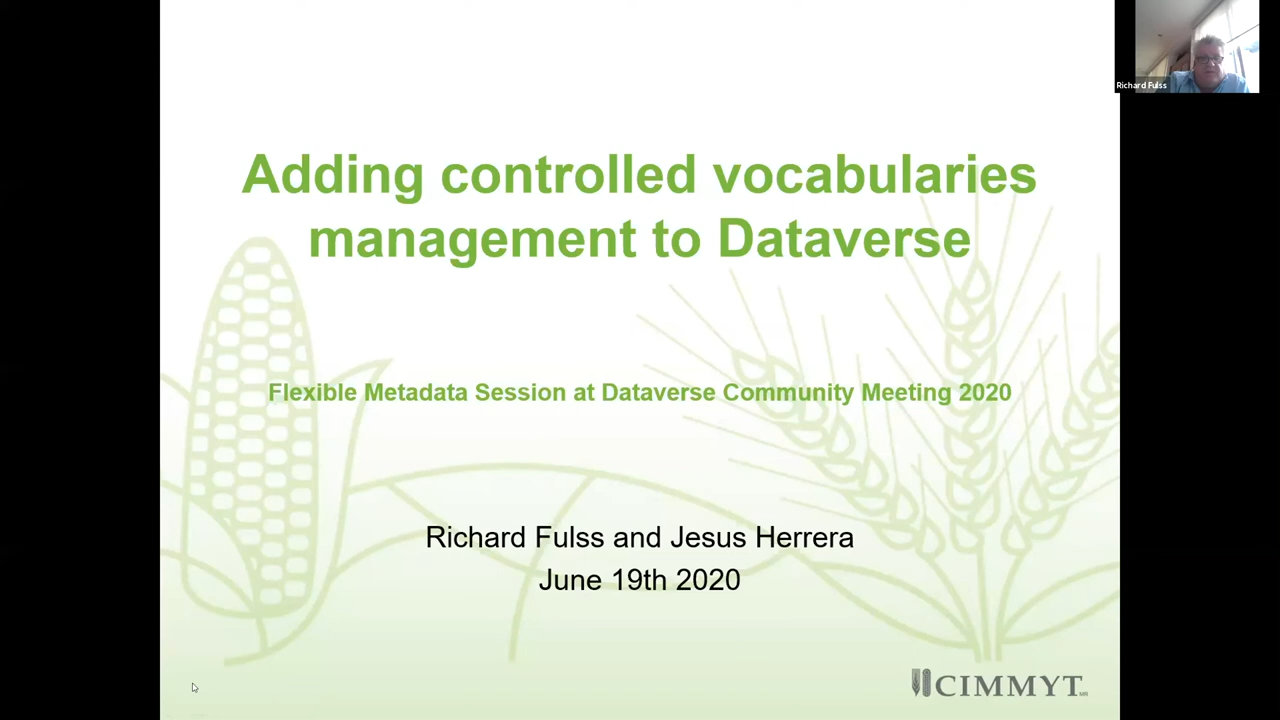 Richard Fulss
Adding controlled vocabularies
management to Dataverse
Flexible Metadata Session at Dataverse Community Meeting 2020
Richard Fulss and Jesus Herrera
June 19th 2020
CIMMYT
MR